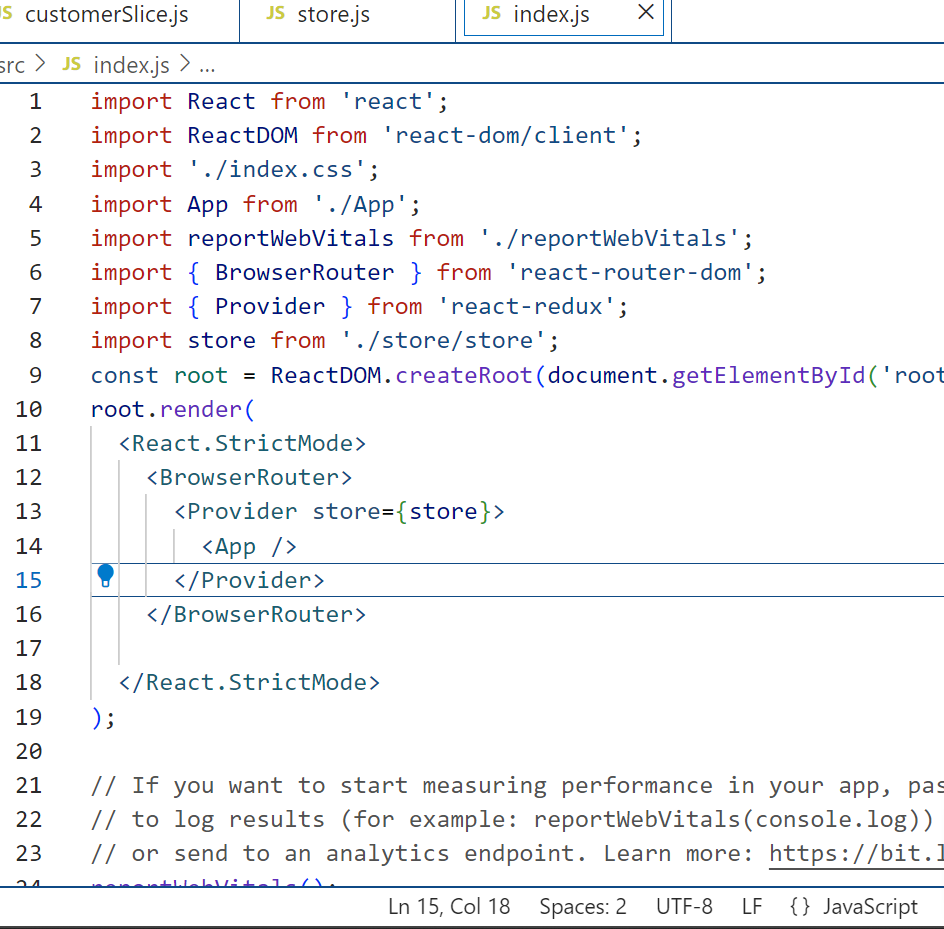 JS customerSlice.js JS store.js JS index.js
src > JS index.js > ...
1 import React from 'react';
2 import ReactDOM from 'react-dom/client';
3 import './index.css';
4 import App from './App';
5 import reportWebVitals from './reportWebVitals';
6 import { BrowserRouter } from 'react-router-dom';
7 import { Provider } from 'react-redux';
8 import store from './store/store';
9 const root = ReactDOM.createRoot(document.getElementById('root
10 root.render(
11   <React.StrictMode>
12     <BrowserRouter>
13       <Provider store={store}>
14         <App />
15       </Provider>
16     </BrowserRouter>
17
18   </React.StrictMode>
19 );
20
21 // If you want to start measuring performance in your app, pas
22 // to log results (for example: reportWebVitals(console.log))
23 // or send to an analytics endpoint. Learn more: https://bit.l
24 reportWebVitals();
Ln 15, Col 18 Spaces: 2 UTF-8 LF {} JavaScript